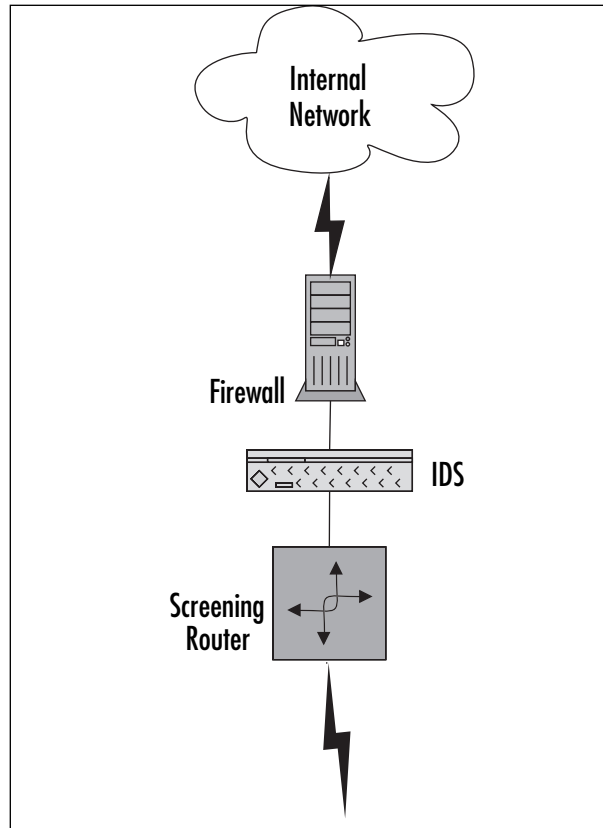 Internal
Network
Firewall
IDS
Screening
Router